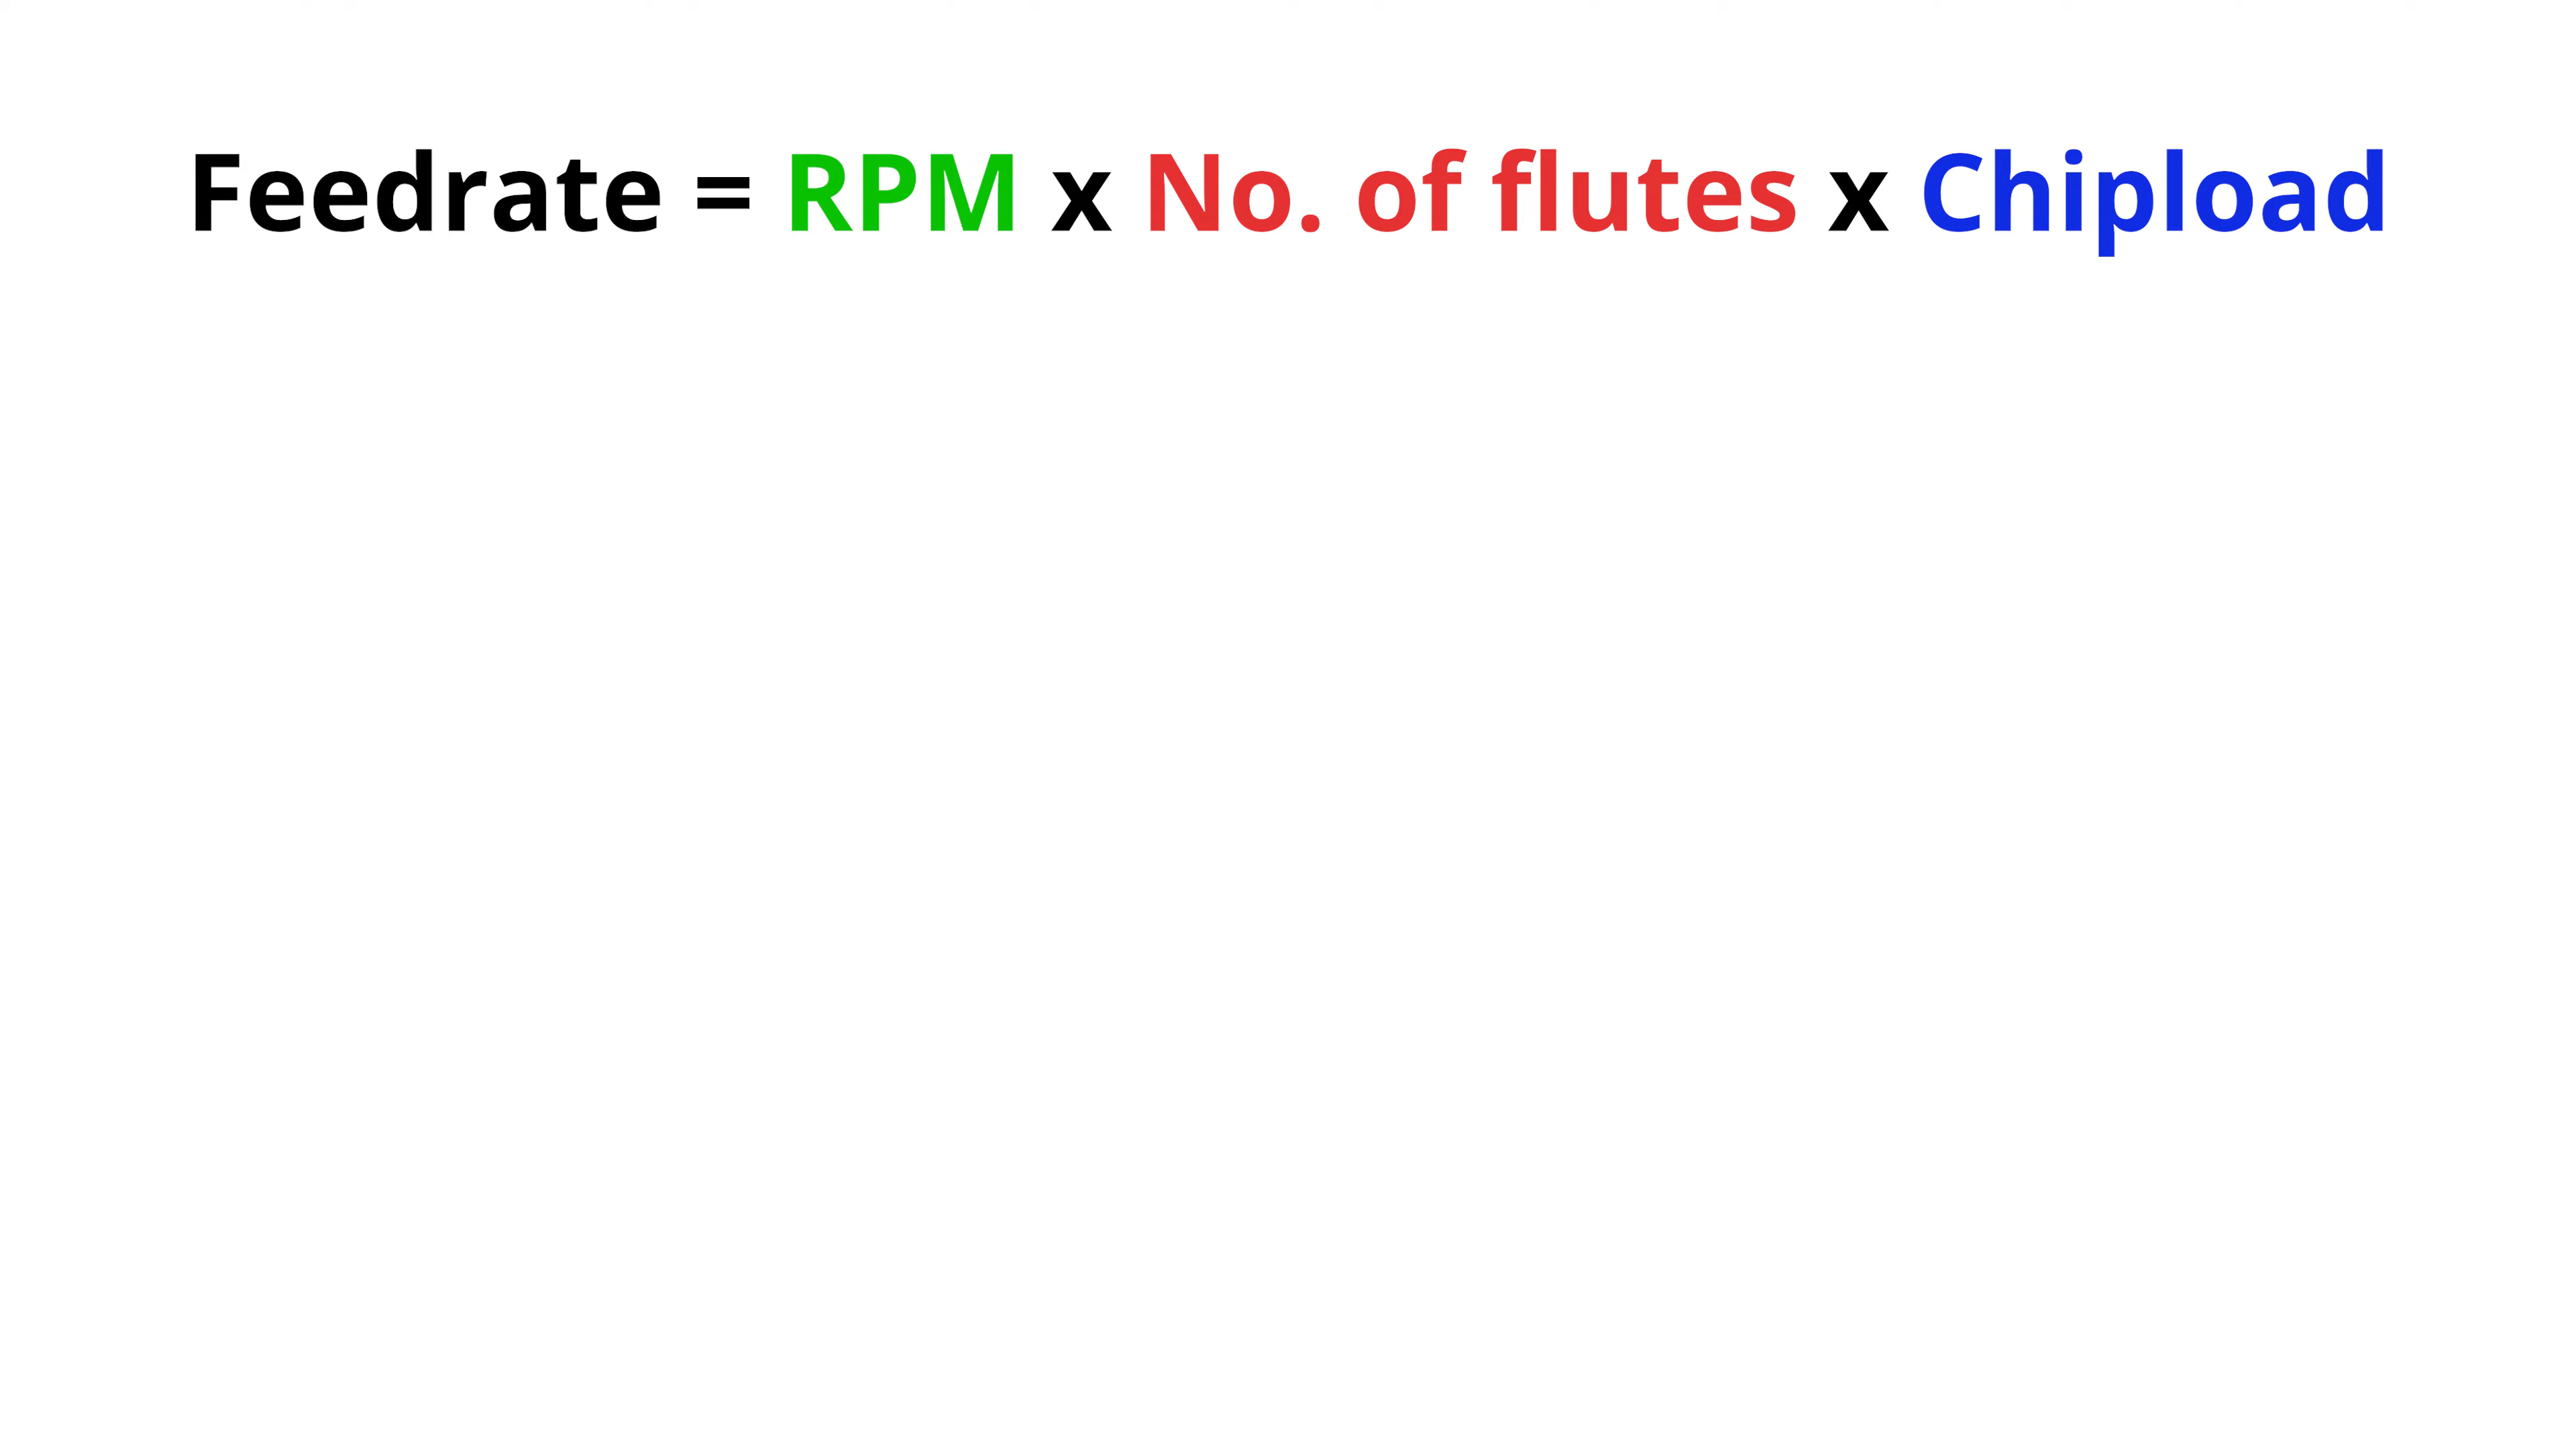 Feedrate = RPM x No. of flutes x Chipload